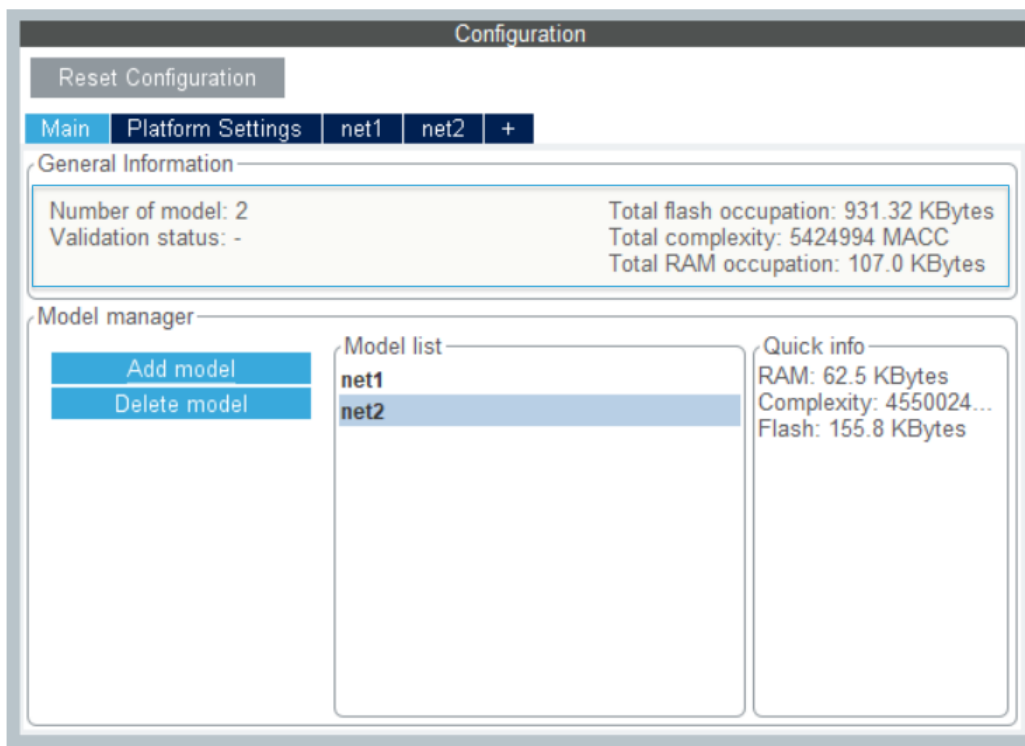 Configuration
Reset Configuration
Main Platform Settings net1 net2 +
General Information
Number of model: 2
Validation status: -
Total flash occupation: 931.32 KBytes
Total complexity: 5424994 MACC
Total RAM occupation: 107.0 KBytes
Model manager
Add model
Delete model
Model list
net1
net2
Quick info
RAM: 62.5 KBytes
Complexity: 4550024...
Flash: 155.8 KBytes